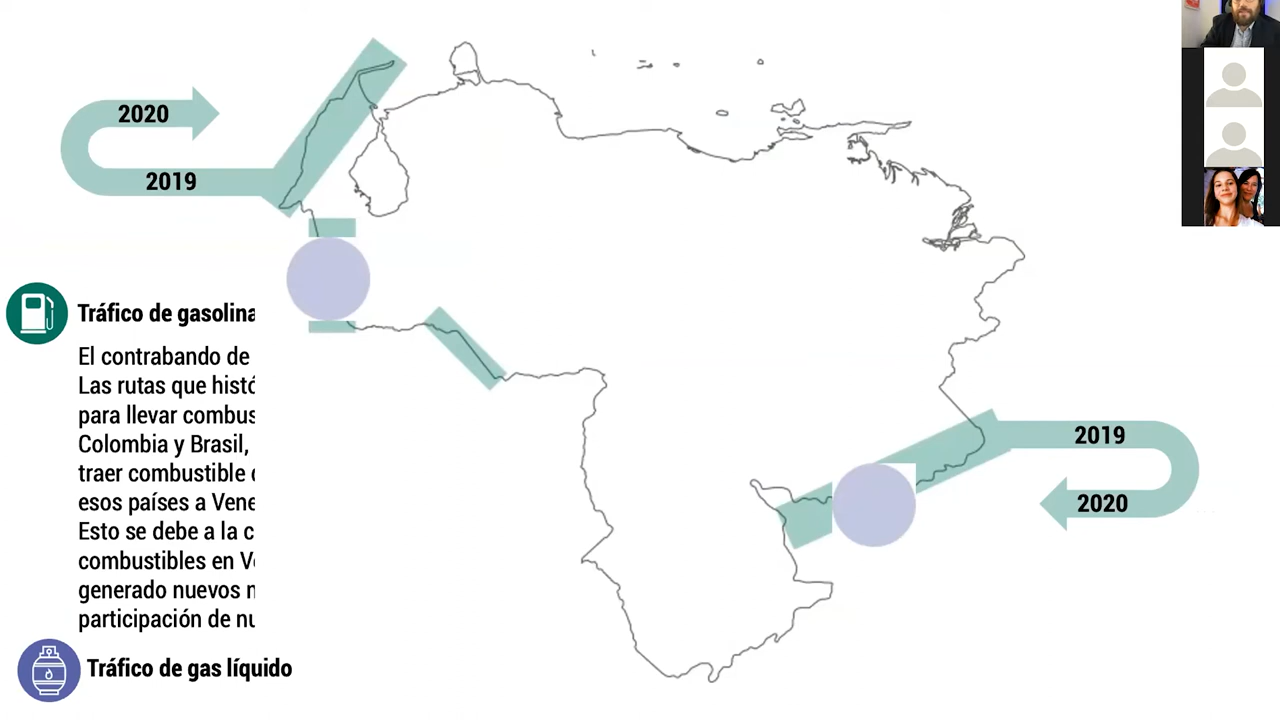 2020
2019
Tráfico de gasolina
El contrabando de
Las rutas que histó
para llevar combus
Colombia y Brasil,
traer combustible
esos países a Vene
Esto se debe a la c
combustibles en V
generado nuevos
participación de nu
Tráfico de gas líquido
2019
2020